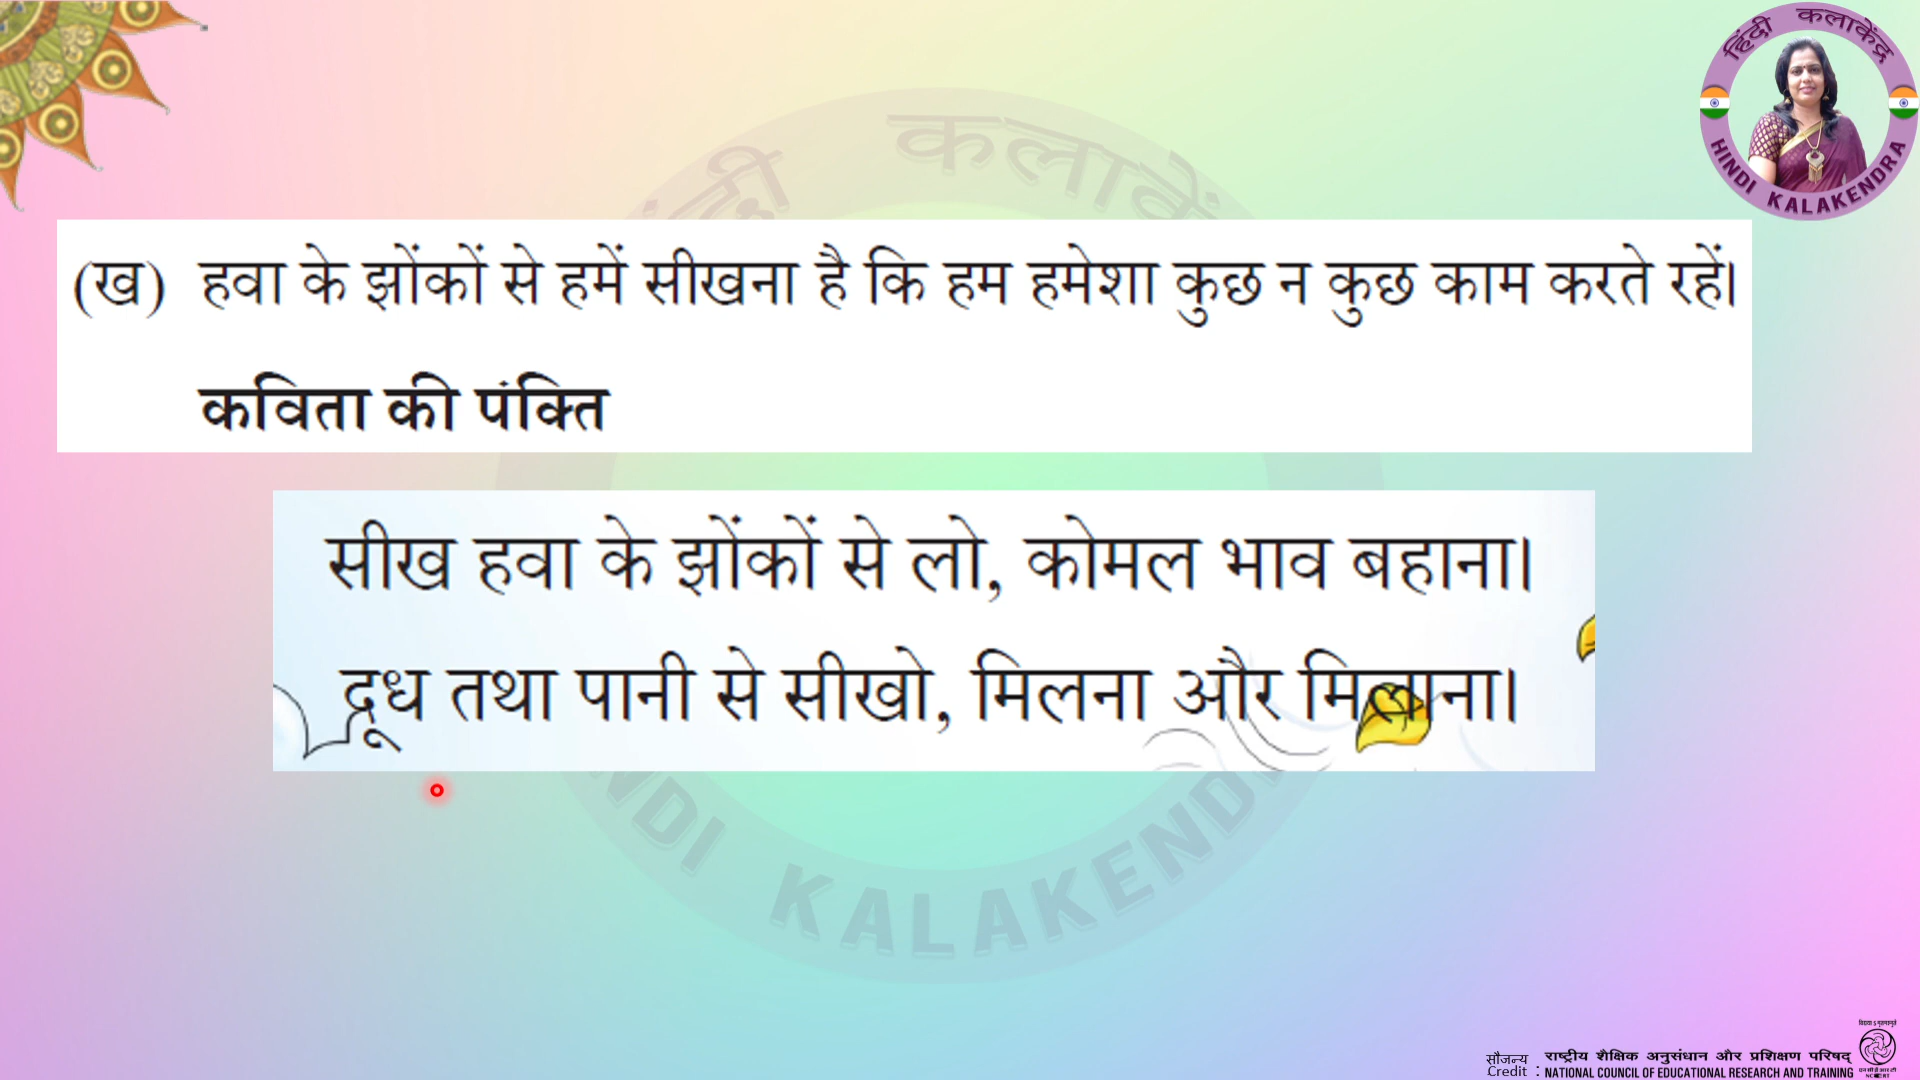 हिंदी कलाकेंद्र
HINDI KALAKENDRA
(ख) हवा के झोंकों से हमें सीखना है कि हम हमेशा कुछ न कुछ काम करते रहें।
कविता की पंक्ति
सीख हवा के झोंकों से लो, कोमल भाव बहाना।
दूध तथा पानी से सीखो, मिलना और मिलाना।
सौजन्य राष्ट्रीय शैक्षिक अनुसंधान और प्रशिक्षण परिषद्
Credit : NATIONAL COUNCIL OF EDUCATIONAL RESEARCH AND TRAINING